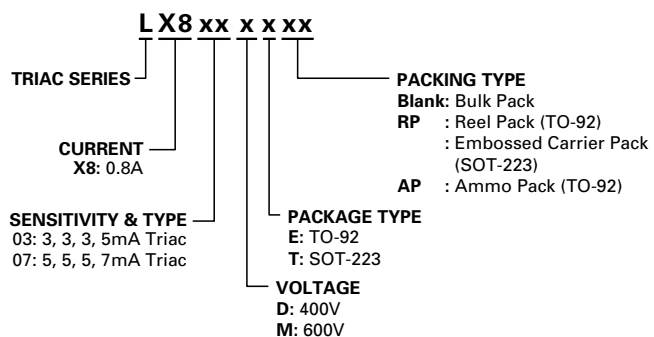 L X8 xx x x xx
TRIAC SERIES
CURRENT
X8: 0.8A
SENSITIVITY & TYPE
03: 3, 3, 3, 5mA Triac
07: 5, 5, 5, 7mA Triac
VOLTAGE
D: 400V
M: 600V
PACKAGE TYPE
E: TO-92
T: SOT-223
PACKING TYPE
Blank: Bulk Pack
RP : Reel Pack (TO-92)
: Embossed Carrier Pack
(SOT-223)
AP : Ammo Pack (TO-92)